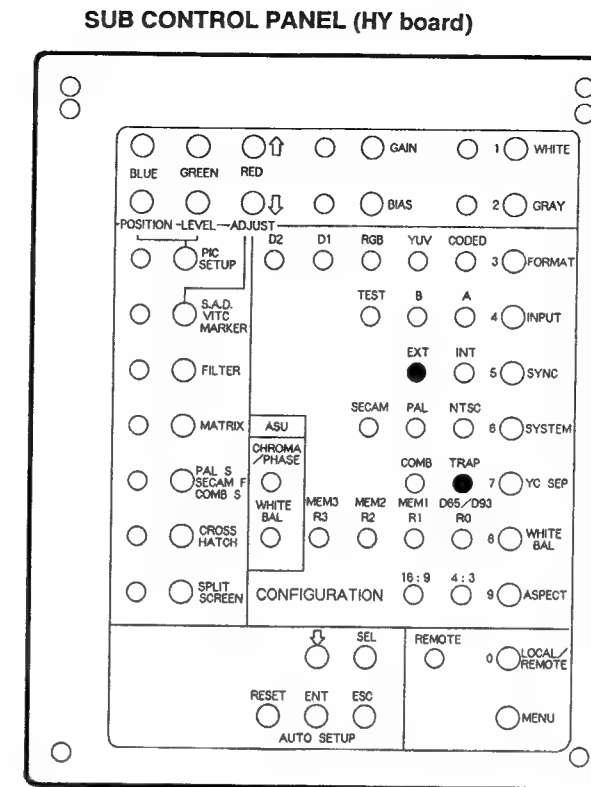 SUB CONTROL PANEL (HY board)
GAIN 1 WHITE
BLUE GREEN RED
BIAS 2 GRAY
POSITION LEVEL ADJUST
D2 D1 RGB YUV CODED
PIC
SETUP
3 FORMAT
TEST B A
S.A.D.
VITC
MARKER
4 INPUT
EXT INT
FILTER
5 SYNC
SECAM PAL NTSC
MATRIX
ASU
6 SYSTEM
CHROMA
/PHASE
COMB TRAP
PAL S
SECAM F
COMB S
7 YC SEP
WHITE
BAL
MEM3 MEM2 MEM1 D65/D93
R3 R2 R1 R0
CROSS
HATCH
8 WHITE
BAL
16:9 4:3
SPLIT
SCREEN
CONFIGURATION
9 ASPECT
SEL REMOTE
0 LOCAL/
REMOTE
RESET ENT ESC
MENU
AUTO SETUP